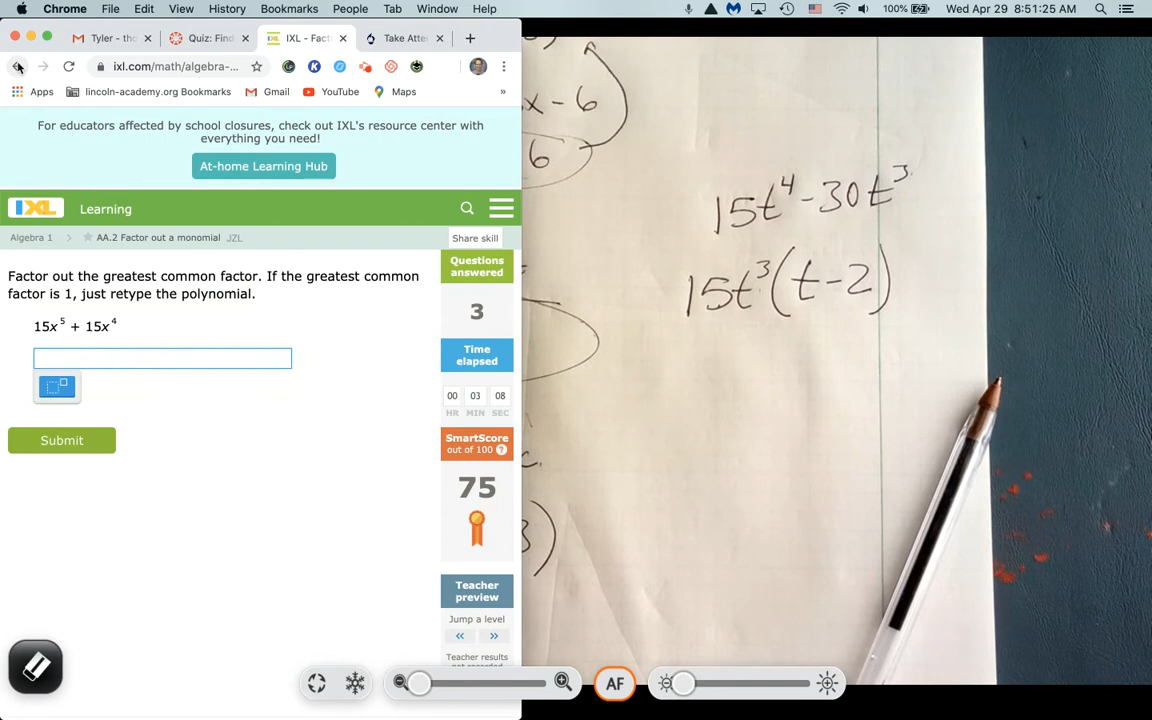 Chrome File Edit View History Bookmarks People Tab Window Help 100% Wed Apr 29 8:51:25 AM
Tyler - tho Quiz: Find IXL - Fact Take Atte
ixl.com/math/algebra-...
Apps lincoln-academy.org Bookmarks Gmail YouTube Maps »
For educators affected by school closures, check out IXL's resource center with
everything you need!
At-home Learning Hub
IXL Learning
Algebra 1 AA.2 Factor out a monomial JZL Share skill
Factor out the greatest common factor. If the greatest common
factor is 1, just retype the polynomial.
15x⁵ + 15x⁴
Submit
Questions
answered
3
Time
elapsed
00 03 08
HR MIN SEC
SmartScore
out of 100 ?
75
Teacher
preview
Jump a level
« »
Teacher results
x - 6
6
15t⁴ - 30t³
15t³(t - 2)
c.
3)
AF